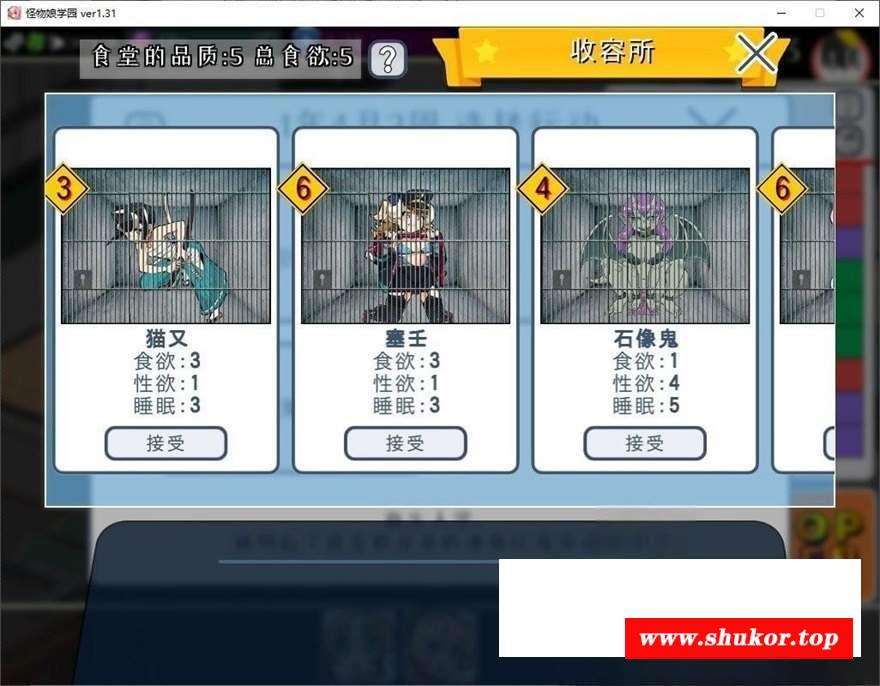 怪物娘学园 ver1.31
食堂的品质:5 总食欲:5
?
收容所
3
6
4
6
猫又
食欲:3
性欲:1
睡眠:3
接受
塞壬
食欲:3
性欲:1
睡眠:3
接受
石像鬼
食欲:1
性欲:4
睡眠:5
接受
www.shukor.top